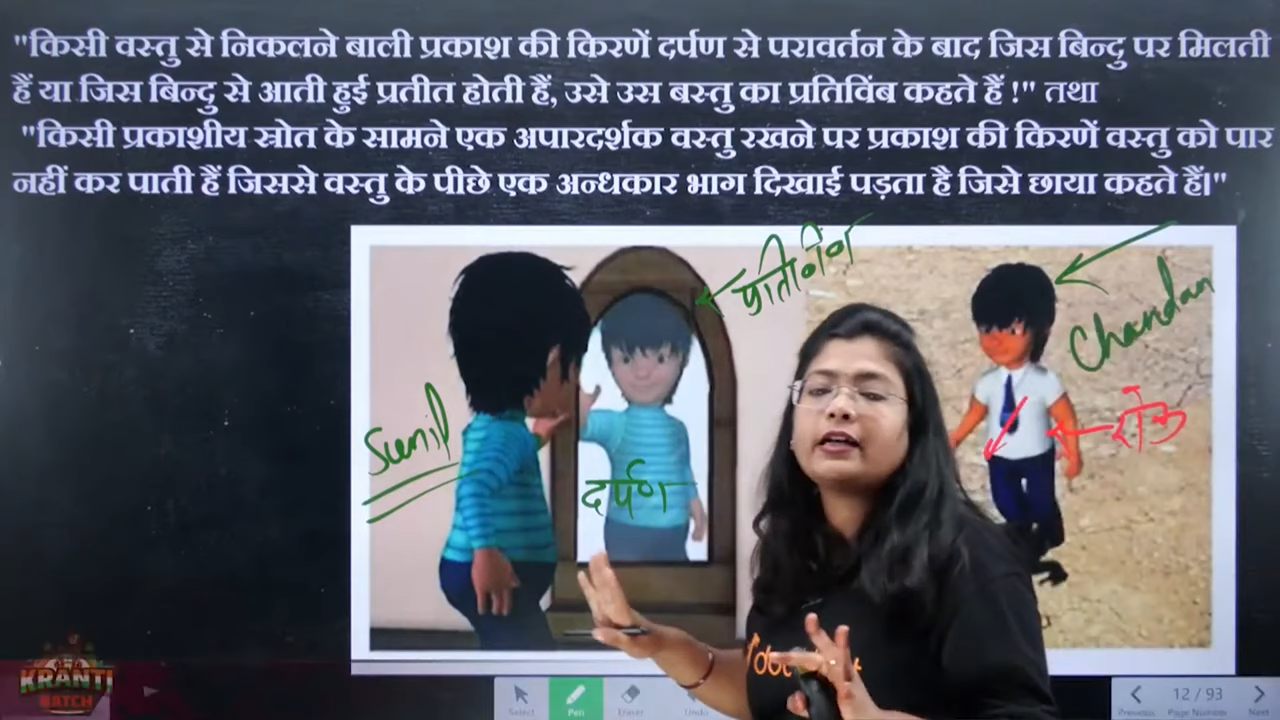 "किसी वस्तु से निकलने बाली प्रकाश की किरणें दर्पण से परावर्तन के बाद जिस बिन्दु पर मिलती
हैं या जिस बिन्दु से आती हुई प्रतीत होती हैं, उसे उस बस्तु का प्रतिविंब कहते हैं !" तथा
"किसी प्रकाशीय स्रोत के सामने एक अपारदर्शक वस्तु रखने पर प्रकाश की किरणें वस्तु को पार
नहीं कर पाती हैं जिससे वस्तु के पीछे एक अन्धकार भाग दिखाई पड़ता है जिसे छाया कहते हैं।"
Chandan
Sunil
दर्पण
KRANTI
BATCH
Select
Pen
Eraser
Undo
Previous
12 / 93
Page Number
Next